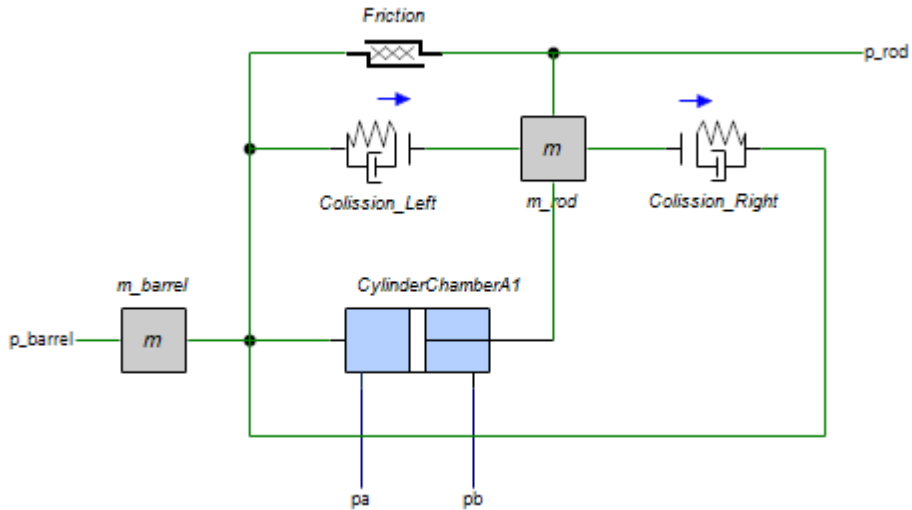 Friction
p_rod
m
Colission_Left
m_rod
Colission_Right
m_barrel
CylinderChamberA1
p_barrel
m
pa
pb